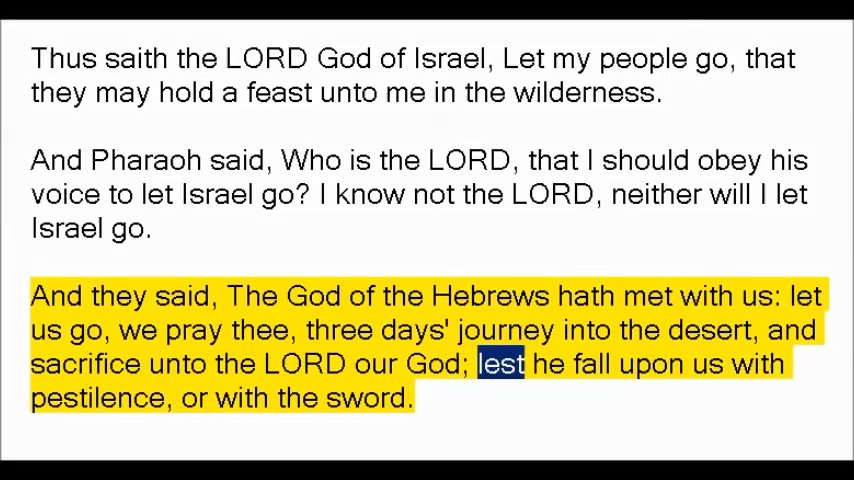 Thus saith the LORD God of Israel, Let my people go, that
they may hold a feast unto me in the wilderness.
And Pharaoh said, Who is the LORD, that I should obey his
voice to let Israel go? I know not the LORD, neither will I let
Israel go.
And they said, The God of the Hebrews hath met with us: let
us go, we pray thee, three days' journey into the desert, and
sacrifice unto the LORD our God; lest he fall upon us with
pestilence, or with the sword.